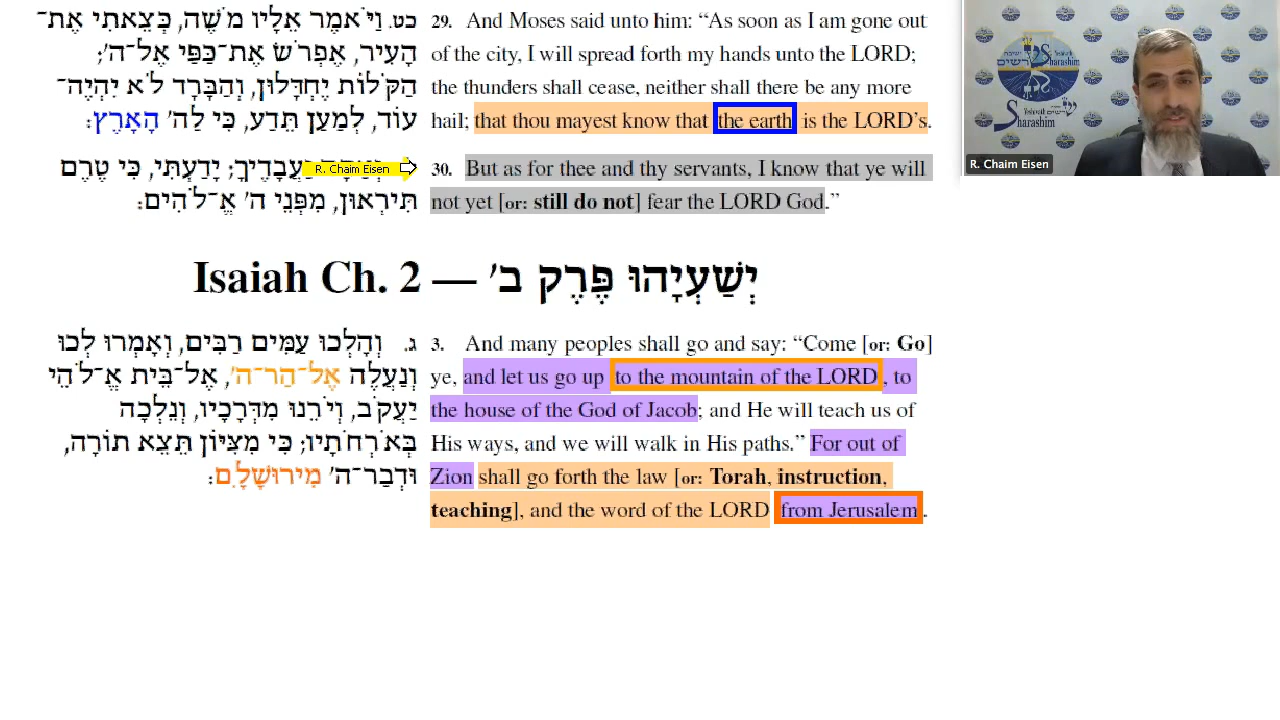 כט. וַיֹּאמֶר אֵלָיו מֹשֶׁה, כְּצֵאתִי אֶת־
הָעִיר, אֶפְרֹשׂ אֶת־כַּפַּי אֶל־ה';
הַקֹּלוֹת יֶחְדָּלוּן, וְהַבָּרָד לֹא יִהְיֶה־
עוֹד, לְמַעַן תֵּדַע, כִּי לַה' הָאָרֶץ:
29. And Moses said unto him: “As soon as I am gone out
of the city, I will spread forth my hands unto the LORD;
the thunders shall cease, neither shall there be any more
hail; that thou mayest know that the earth is the LORD’s.
וַעֲבָדֶיךָ; יָדַעְתִּי, כִּי טֶרֶם
תִּירְאוּן, מִפְּנֵי ה' אֱ־לֹהִים:
R. Chaim Eisen
30. But as for thee and thy servants, I know that ye will
not yet [or: still do not] fear the LORD God.”
Isaiah Ch. 2 — יְשַׁעְיָהוּ פֶּרֶק ב'
ג. וְהָלְכוּ עַמִּים רַבִּים, וְאָמְרוּ לְכוּ
וְנַעֲלֶה אֶל־הַר־ה', אֶל־בֵּית אֱ־לֹהֵי
יַעֲקֹב, וְיֹרֵנוּ מִדְּרָכָיו, וְנֵלְכָה
בְּאֹרְחֹתָיו; כִּי מִצִּיּוֹן תֵּצֵא תוֹרָה,
וּדְבַר־ה' מִירוּשָׁלִָם:
3. And many peoples shall go and say: “Come [or: Go]
ye, and let us go up to the mountain of the LORD, to
the house of the God of Jacob; and He will teach us of
His ways, and we will walk in His paths.” For out of
Zion shall go forth the law [or: Torah, instruction,
teaching], and the word of the LORD from Jerusalem.
Sharashim
Yeshivath
Sharashim
R. Chaim Eisen